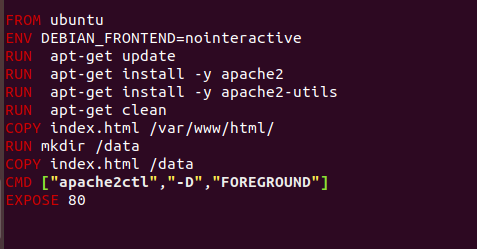 FROM ubuntu
ENV DEBIAN_FRONTEND=nointeractive
RUN  apt-get update
RUN  apt-get install -y apache2
RUN  apt-get install -y apache2-utils
RUN  apt-get clean
COPY index.html /var/www/html/
RUN mkdir /data
COPY index.html /data
CMD ["apache2ctl","-D","FOREGROUND"]
EXPOSE 80